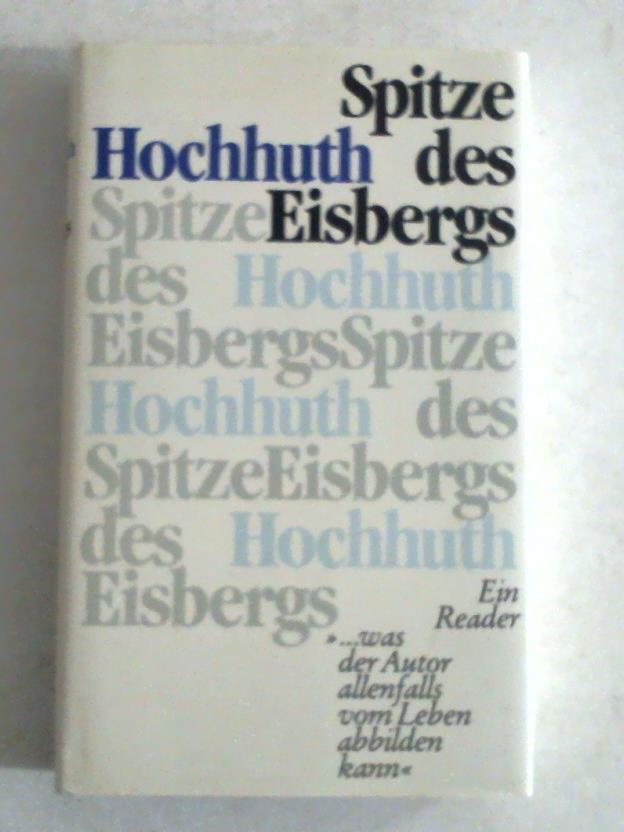 Spitze
Hochhuth des
SpitzeEisbergs
des Hochhuth
EisbergsSpitze
Hochhuth des
SpitzeEisbergs
des Hochhuth
Eisbergs
Ein
Reader
»...was
der Autor
allenfalls
vom Leben
abbilden
kann«